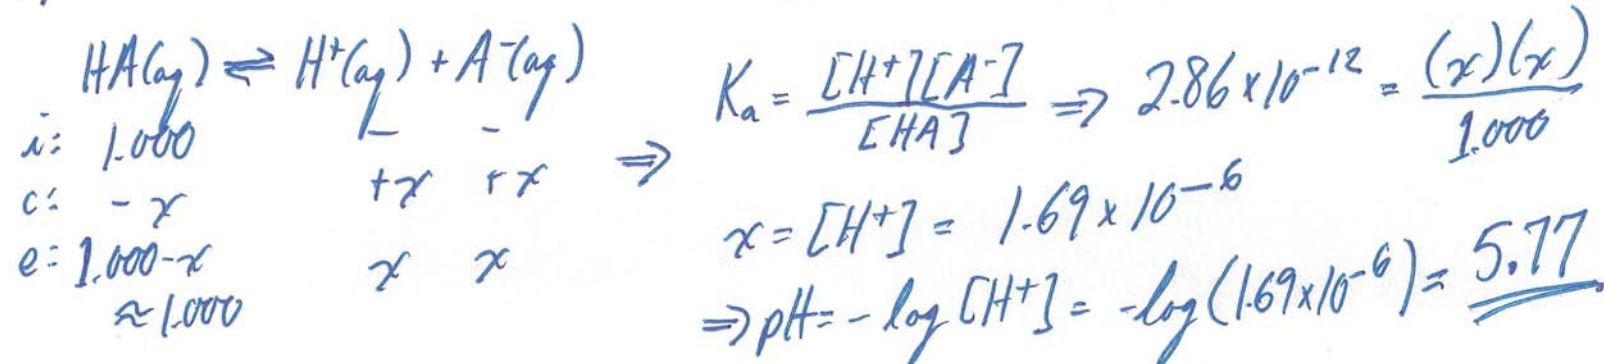 HA(aq) ⇌ H⁺(aq) + A⁻(aq)
i: 1.000 - -
c: -x +x +x
e: 1.000-x x x
≈1.000
⇒ Ka = [H⁺][A⁻] / [HA] ⇒ 2.86×10⁻¹² = (x)(x) / 1.000
x = [H⁺] = 1.69×10⁻⁶
⇒ pH = -log[H⁺] = -log(1.69×10⁻⁶) = 5.77